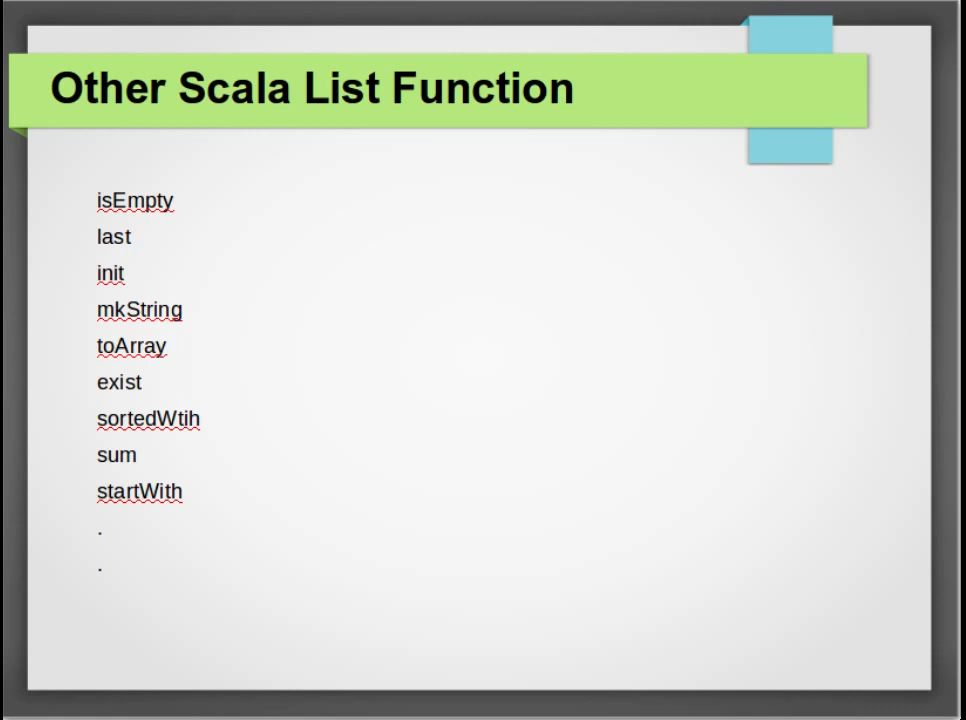 Other Scala List Function
isEmpty
last
init
mkString
toArray
exist
sortedWtih
sum
startWith
.
.